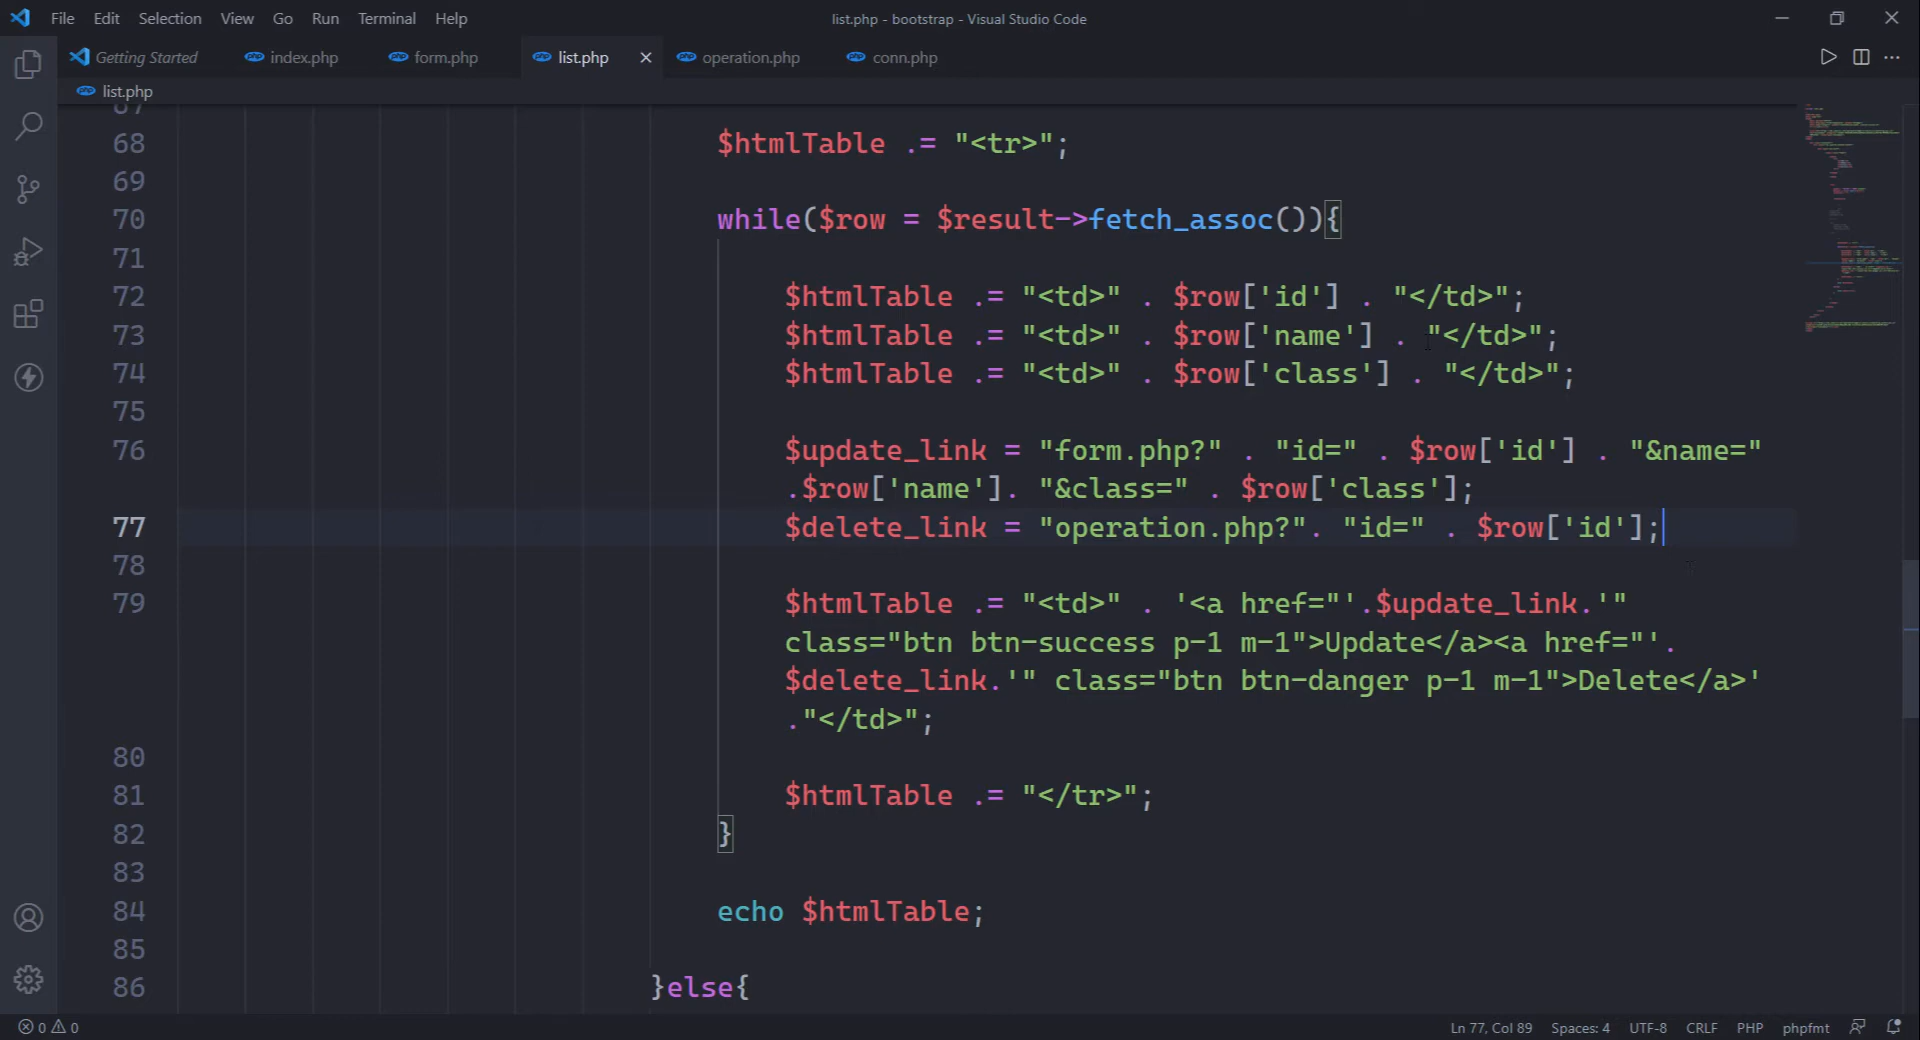 File Edit Selection View Go Run Terminal Help
list.php - bootstrap - Visual Studio Code
Getting Started index.php form.php list.php operation.php conn.php
list.php
67
68 $htmlTable .= "<tr>";
69
70 while($row = $result->fetch_assoc()){
71
72 $htmlTable .= "<td>" . $row['id'] . "</td>";
73 $htmlTable .= "<td>" . $row['name'] . "</td>";
74 $htmlTable .= "<td>" . $row['class'] . "</td>";
75
76 $update_link = "form.php?" . "id=" . $row['id'] . "&name="
.$row['name']. "&class=" . $row['class'];
77 $delete_link = "operation.php?". "id=" . $row['id'];
78
79 $htmlTable .= "<td>" . '<a href="'.$update_link.'"
class="btn btn-success p-1 m-1">Update</a><a href="'.
$delete_link.'" class="btn btn-danger p-1 m-1">Delete</a>'
."</td>";
80
81 $htmlTable .= "</tr>";
82 }
83
84 echo $htmlTable;
85
86 }else{
0 0 Ln 77, Col 89 Spaces: 4 UTF-8 CRLF PHP phpfmt